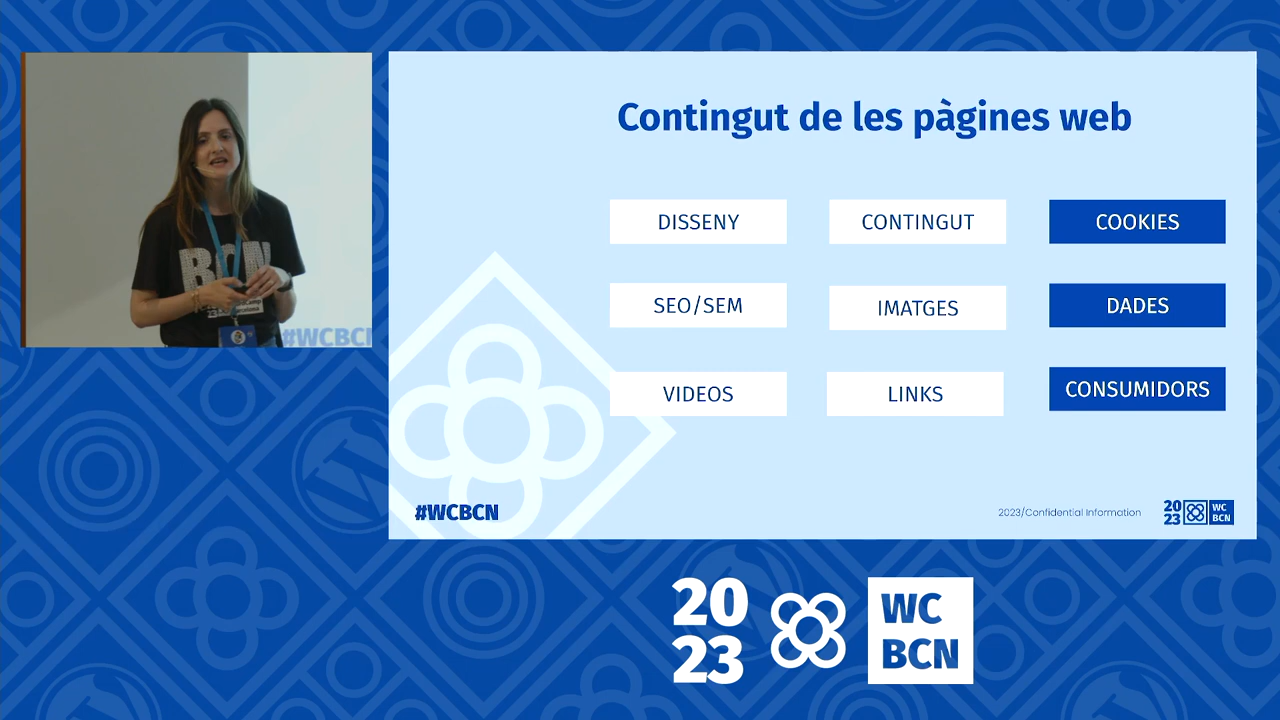 BCN
#WCBCN
Contingut de les pàgines web
DISSENY
CONTINGUT
COOKIES
SEO/SEM
IMATGES
DADES
VIDEOS
LINKS
CONSUMIDORS
#WCBCN
2023/Confidential Information
20
23
WC
BCN
20
23
WC
BCN